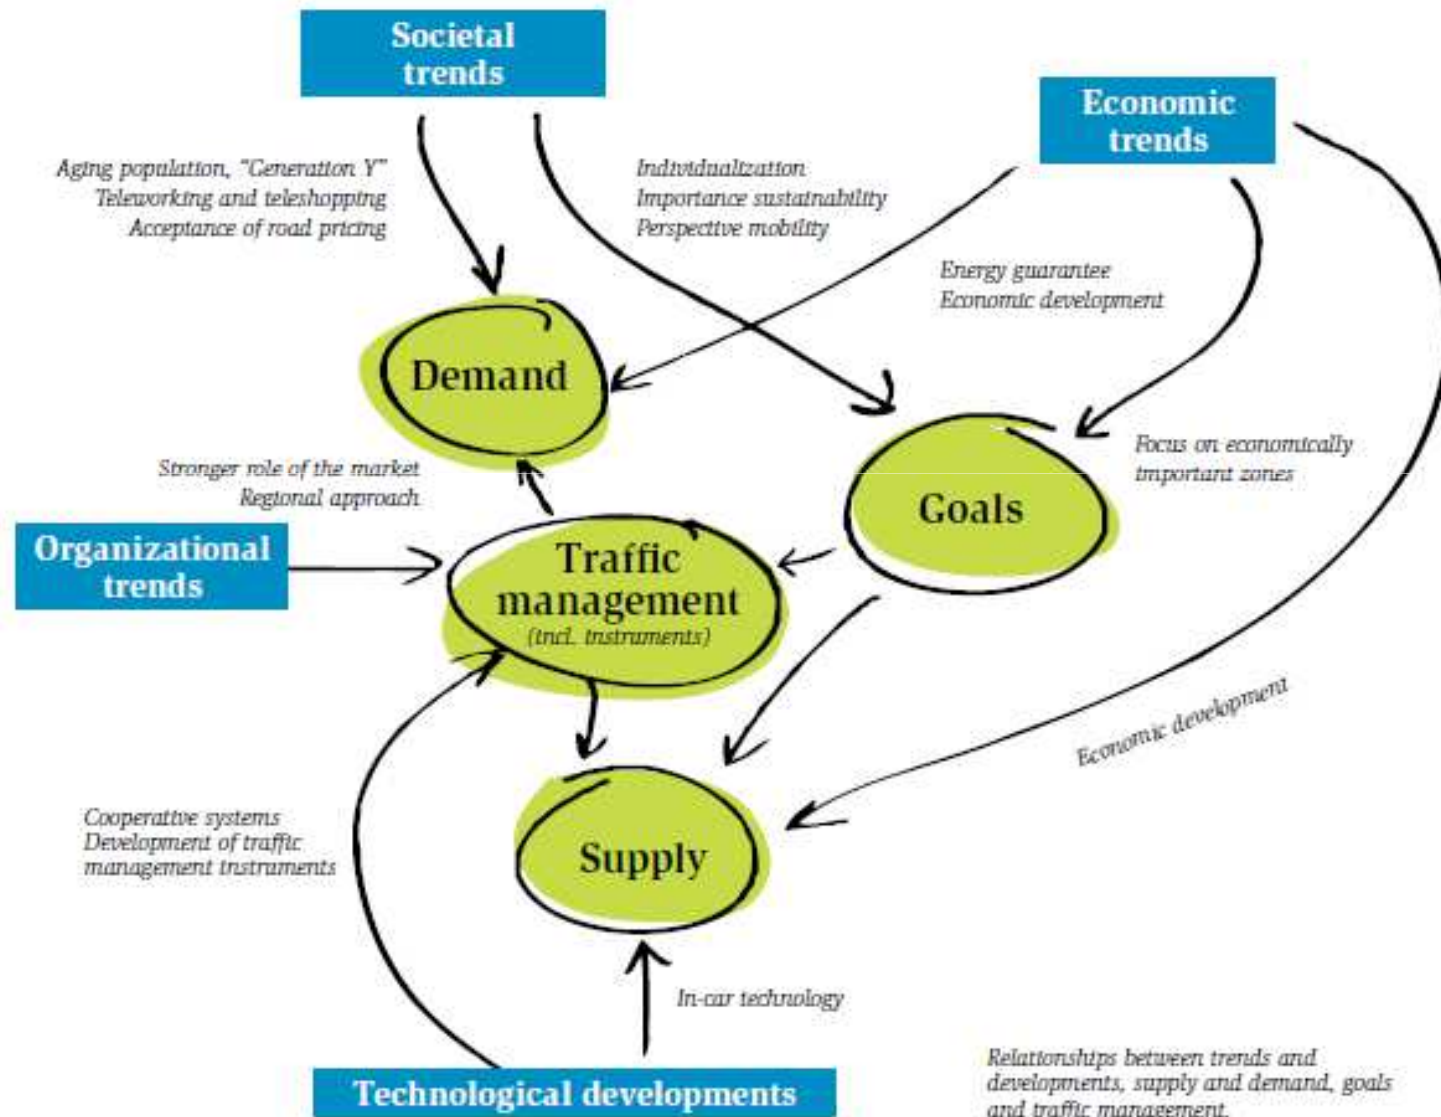 Societal
trends
Economic
trends
Aging population, "Generation Y"
Teleworking and teleshopping
Acceptance of road pricing
Individualization
Importance sustainability
Perspective mobility
Energy guarantee
Economic development
Demand
Focus on economically
important zones
Stronger role of the market
Regional approach
Goals
Organizational
trends
Traffic
management
(incl. instruments)
Economic development
Cooperative systems
Development of traffic
management instruments
Supply
In-car technology
Technological developments
Relationships between trends and
developments, supply and demand, goals
and traffic management.